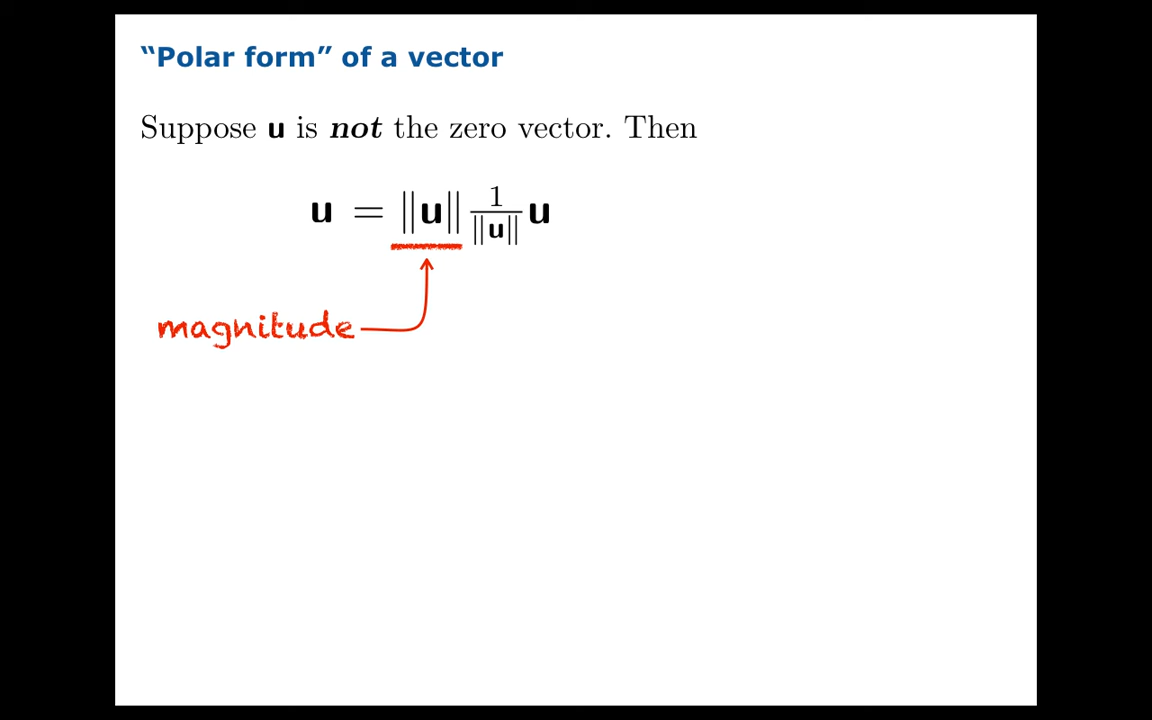 “Polar form” of a vector
Suppose u is not the zero vector. Then
u = ‖u‖ 1/‖u‖ u
magnitude